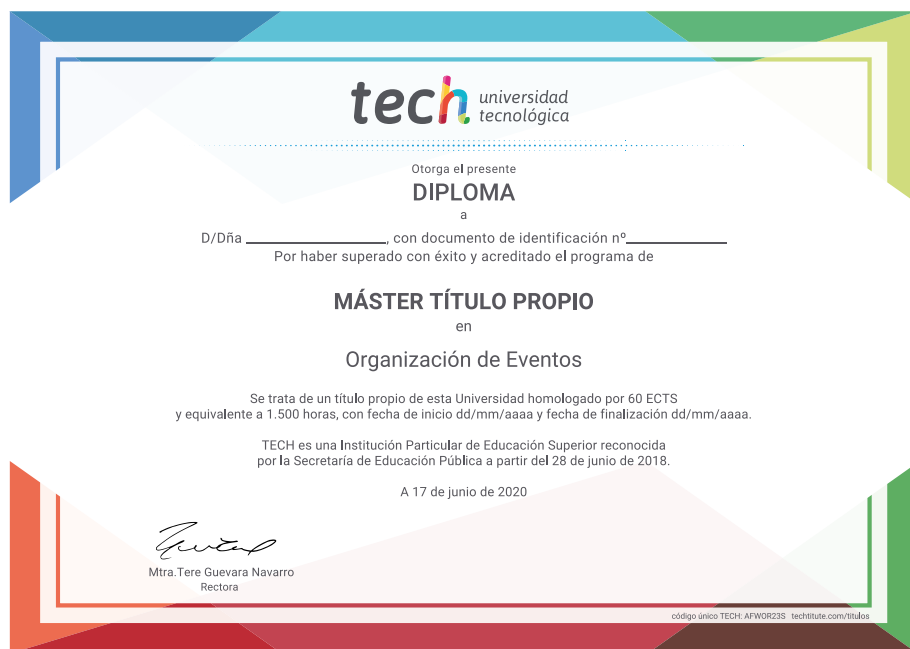 tech universidad
tecnológica
Otorga el presente
DIPLOMA
a
D/Dña ____________________, con documento de identificación nº______________
Por haber superado con éxito y acreditado el programa de
MÁSTER TÍTULO PROPIO
en
Organización de Eventos
Se trata de un título propio de esta Universidad homologado por 60 ECTS
y equivalente a 1.500 horas, con fecha de inicio dd/mm/aaaa y fecha de finalización dd/mm/aaaa.
TECH es una Institución Particular de Educación Superior reconocida
por la Secretaría de Educación Pública a partir del 28 de junio de 2018.
A 17 de junio de 2020
Mtra.Tere Guevara Navarro
Rectora
código único TECH: AFWOR23S techtitute.com/titulos